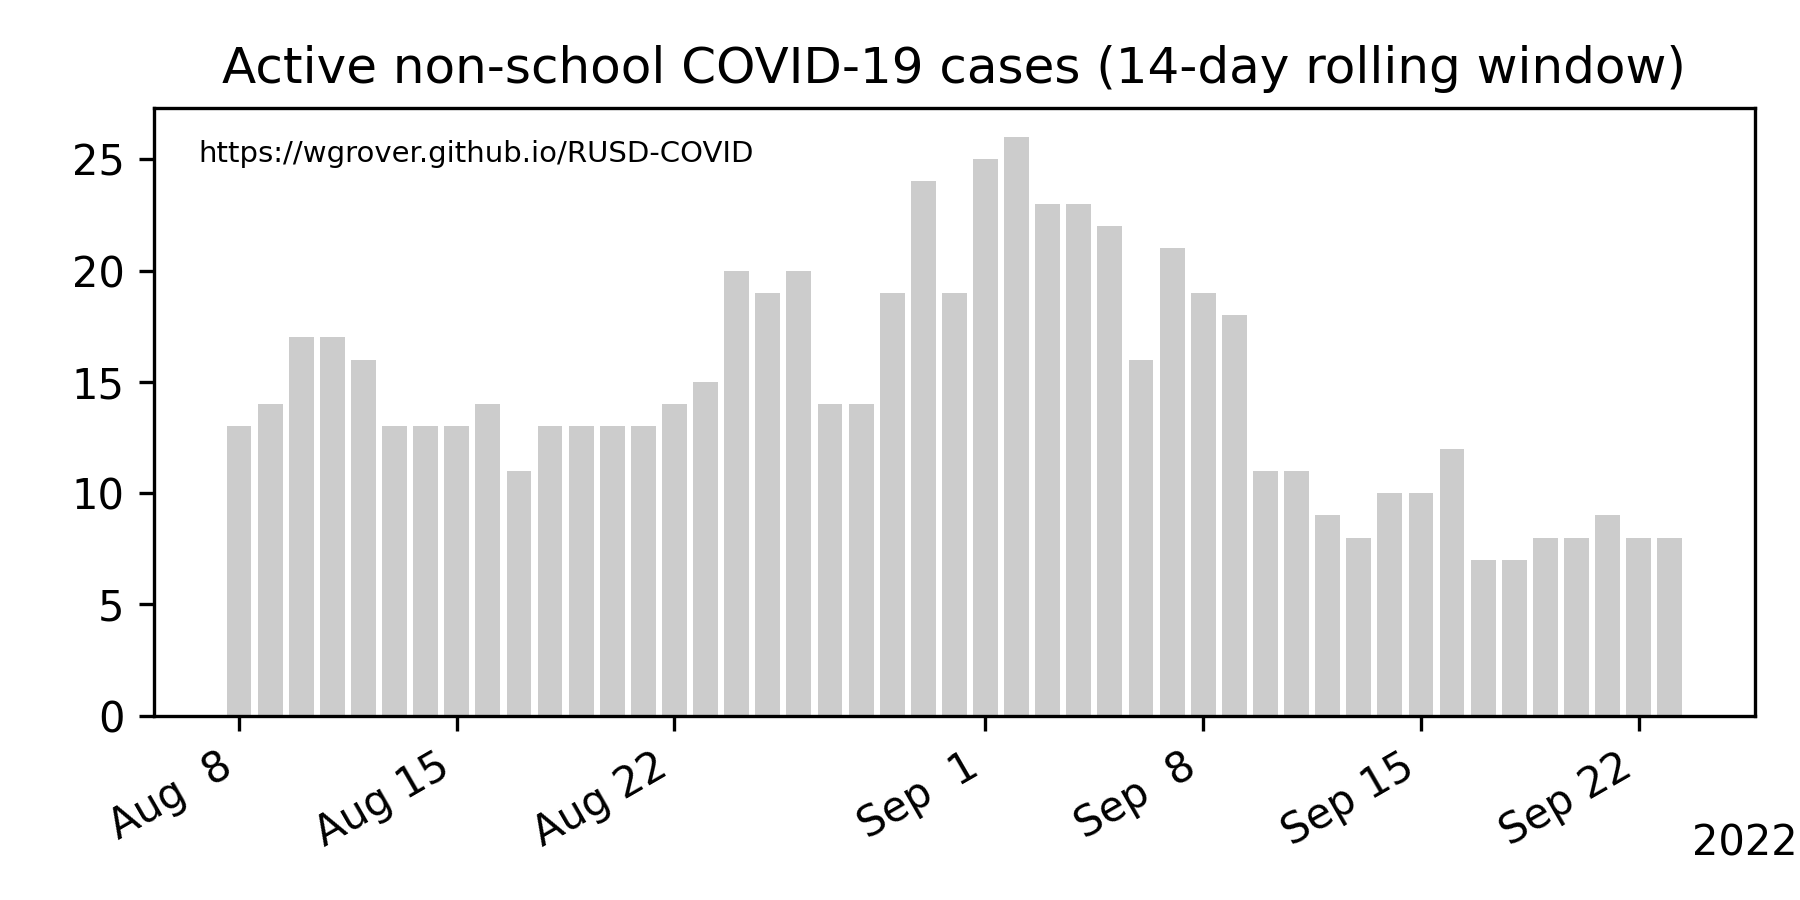 Active non-school COVID-19 cases (14-day rolling window)
https://wgrover.github.io/RUSD-COVID
25
20
15
10
5
0
Aug 8
Aug 15
Aug 22
Sep 1
Sep 8
Sep 15
Sep 22
2022